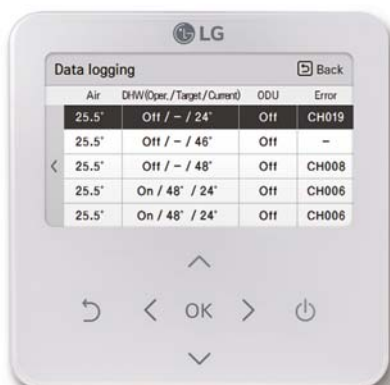 LG
Data logging Back
Air DHW(Oper./Target/Current) ODU Error
25.5° Off / – / 24° Off CH019
25.5° Off / – / 46° Off –
25.5° Off / – / 48° Off CH008
25.5° On / 48° / 24° Off CH006
25.5° On / 48° / 24° Off CH006
OK